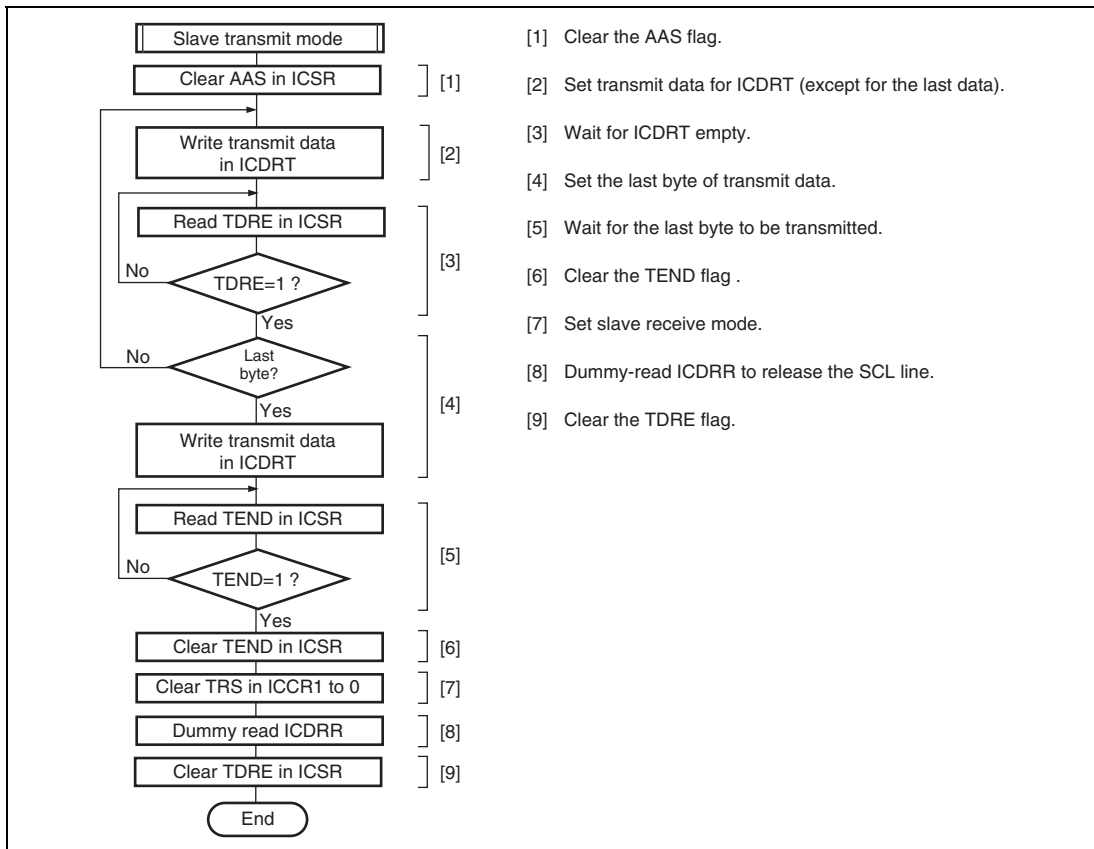 Slave transmit mode
Clear AAS in ICSR
[1]
Write transmit data
in ICDRT
[2]
Read TDRE in ICSR
[3]
No
TDRE=1 ?
Yes
No
Last
byte?
[4]
Yes
Write transmit data
in ICDRT
Read TEND in ICSR
[5]
No
TEND=1 ?
Yes
Clear TEND in ICSR
[6]
Clear TRS in ICCR1 to 0
[7]
Dummy read ICDRR
[8]
Clear TDRE in ICSR
[9]
End
[1] Clear the AAS flag.
[2] Set transmit data for ICDRT (except for the last data).
[3] Wait for ICDRT empty.
[4] Set the last byte of transmit data.
[5] Wait for the last byte to be transmitted.
[6] Clear the TEND flag .
[7] Set slave receive mode.
[8] Dummy-read ICDRR to release the SCL line.
[9] Clear the TDRE flag.